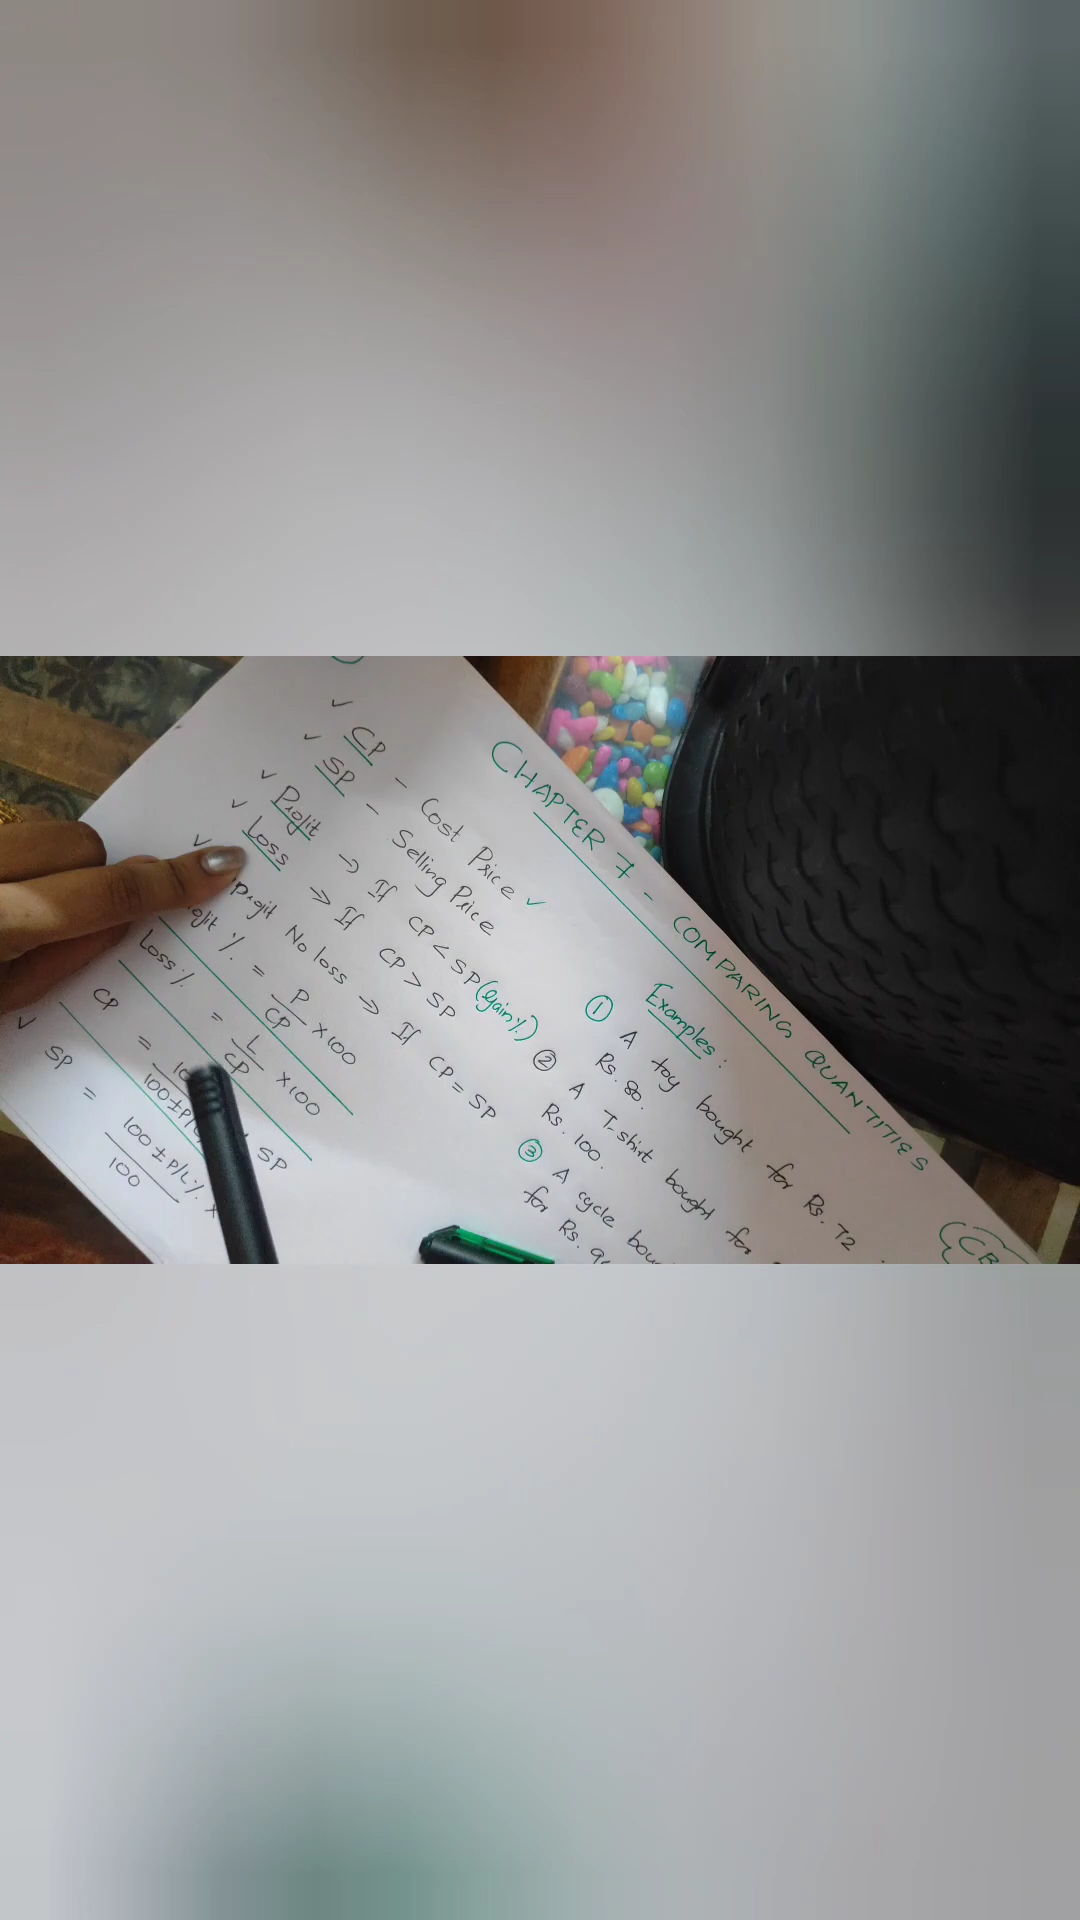 CHAPTER 7 - COMPARING QUANTITIES
CP - Cost Price
SP - Selling Price
Profit → If CP < SP (Gain%)
Loss ⇒ If CP > SP
profit No loss ⇒ If CP = SP
% = P/CP × 100
Loss% = L/CP × 100
CP = SP
SP = 100 ± P/L% × / 100
Examples:
① A toy bought for Rs. 72
Rs. 80.
② A T-shirt bought for
Rs. 100.
③ A cycle
for Rs.